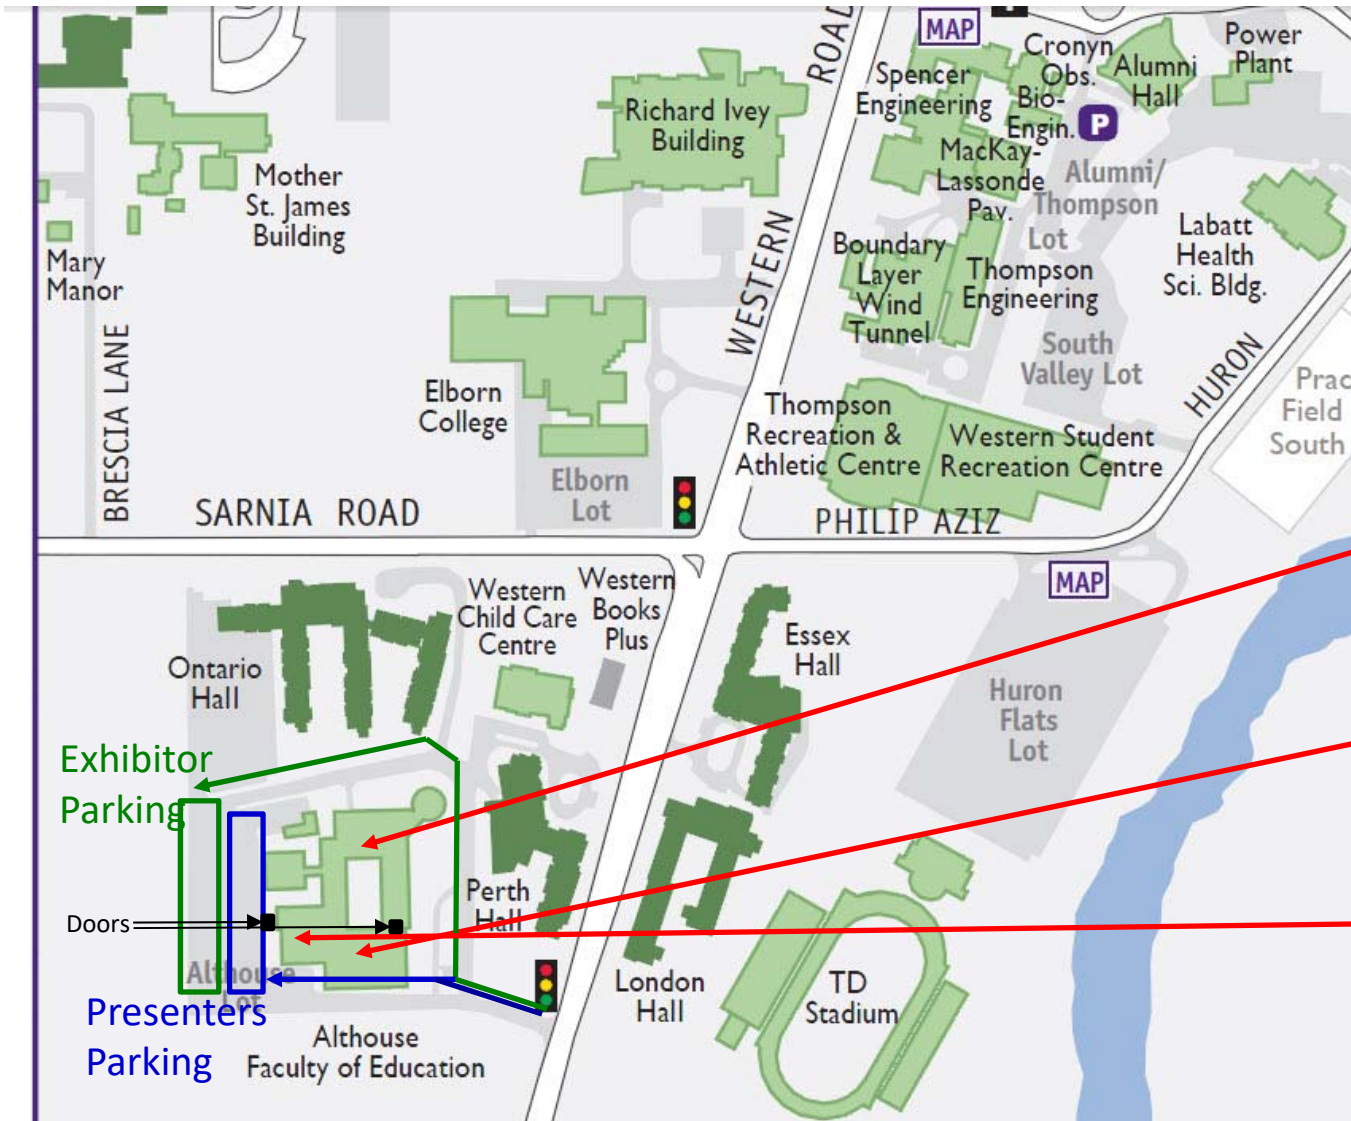 MAP
ROAD
Cronyn
Obs.
Power
Plant
Spencer
Engineering
Alumni
Hall
Bio-
Engin.
P
Richard Ivey
Building
MacKay-
Lassonde
Pav.
Alumni/
Thompson
Lot
Mother
St. James
Building
Labatt
Health
Sci. Bldg.
Mary
Manor
Boundary
Layer
Wind
Tunnel
Thompson
Engineering
WESTERN
BRESCIA LANE
South
Valley Lot
HURON
Prac
Field
South
Elborn
College
Thompson
Recreation &
Athletic Centre
Western Student
Recreation Centre
Elborn
Lot
SARNIA ROAD
PHILIP AZIZ
MAP
Western
Child Care
Centre
Western
Books
Plus
Essex
Hall
Ontario
Hall
Huron
Flats
Lot
Exhibitor
Parking
Perth
Hall
Doors
Althouse
Lot
London
Hall
TD
Stadium
Presenters
Parking
Althouse
Faculty of Education